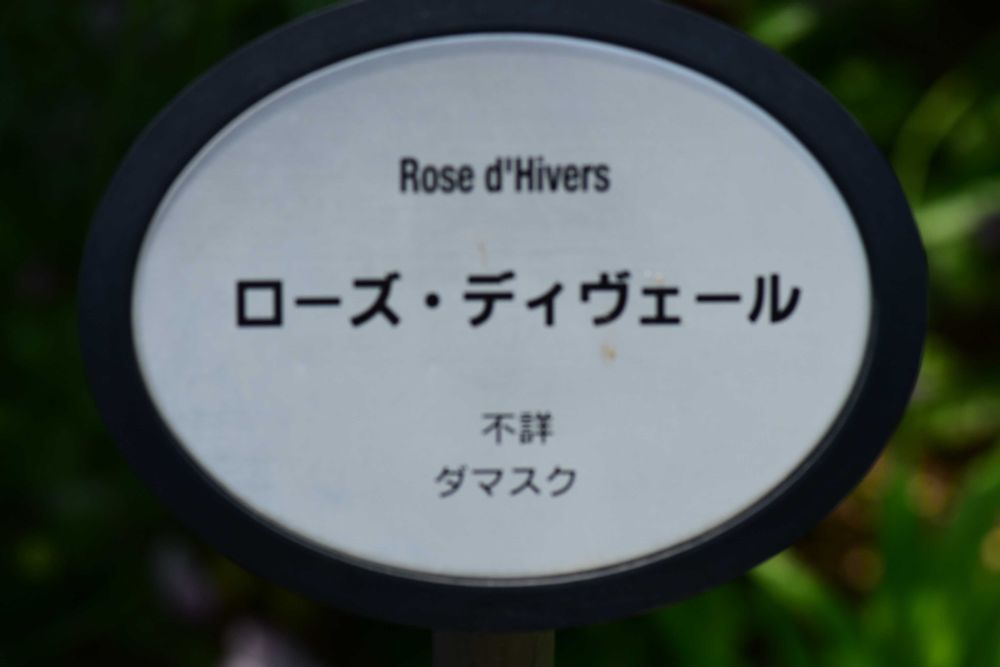 Rose d'Hivers
ローズ・ディヴェール
不詳
ダマスク